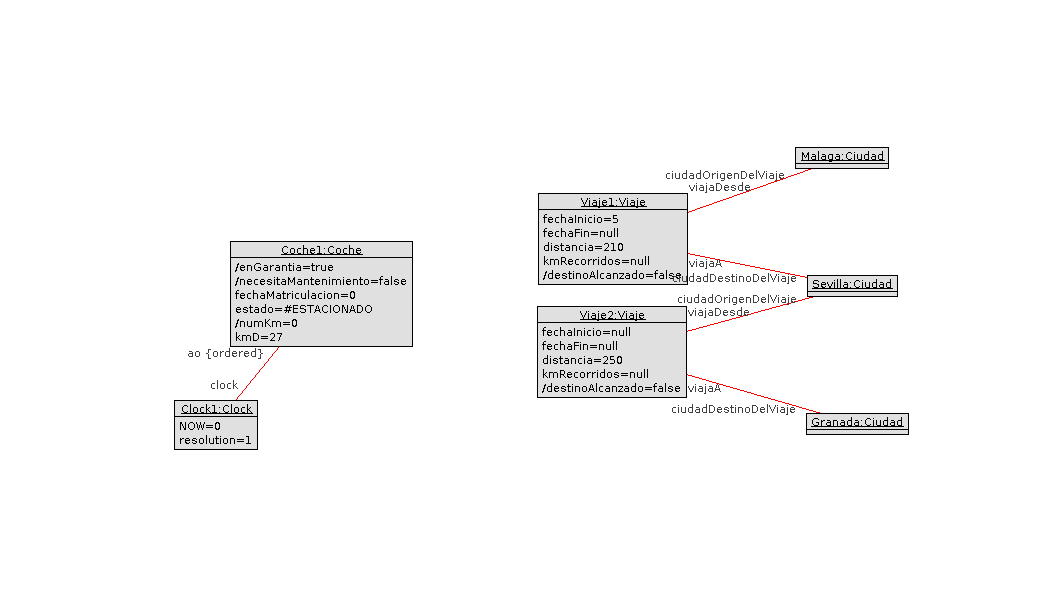 Malaga:Ciudad
ciudadOrigenDelViaje
viajaDesde
Viaje1:Viaje
fechaInicio=5
fechaFin=null
distancia=210
kmRecorridos=null
/destinoAlcanzado=false
viajaA
ciudadDestinoDelViaje
Sevilla:Ciudad
Coche1:Coche
/enGarantia=true
/necesitaMantenimiento=false
fechaMatriculacion=0
estado=#ESTACIONADO
/numKm=0
kmD=27
ao {ordered}
clock
Clock1:Clock
NOW=0
resolution=1
ciudadOrigenDelViaje
viajaDesde
Viaje2:Viaje
fechaInicio=null
fechaFin=null
distancia=250
kmRecorridos=null
/destinoAlcanzado=false
viajaA
ciudadDestinoDelViaje
Granada:Ciudad